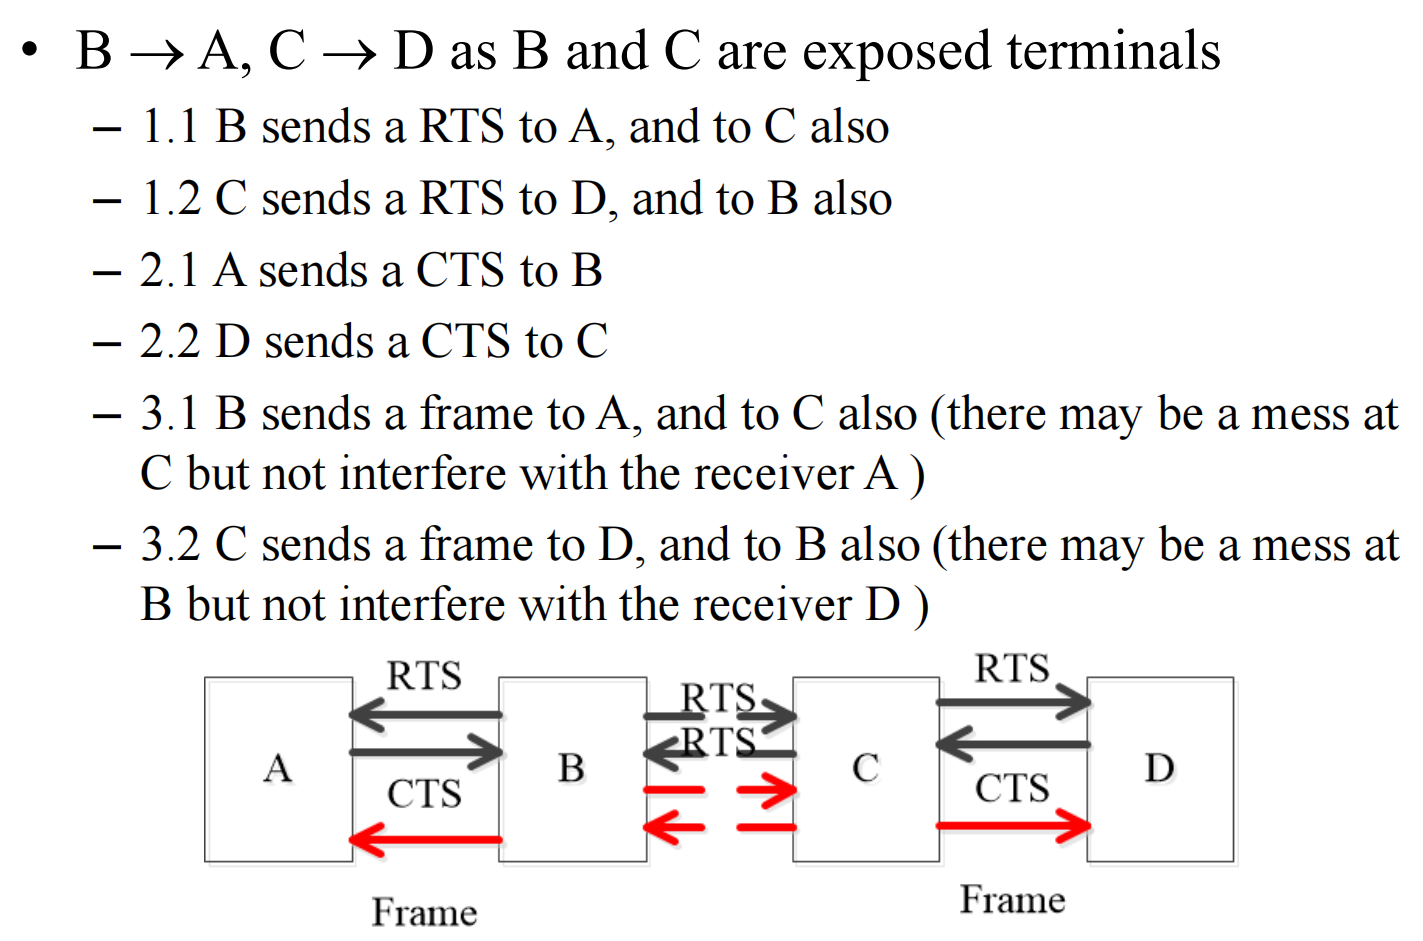 • B → A, C → D as B and C are exposed terminals
– 1.1 B sends a RTS to A, and to C also
– 1.2 C sends a RTS to D, and to B also
– 2.1 A sends a CTS to B
– 2.2 D sends a CTS to C
– 3.1 B sends a frame to A, and to C also (there may be a mess at
C but not interfere with the receiver A )
– 3.2 C sends a frame to D, and to B also (there may be a mess at
B but not interfere with the receiver D )
RTS
RTS
RTS
RTS
A
B
C
D
CTS
CTS
Frame
Frame